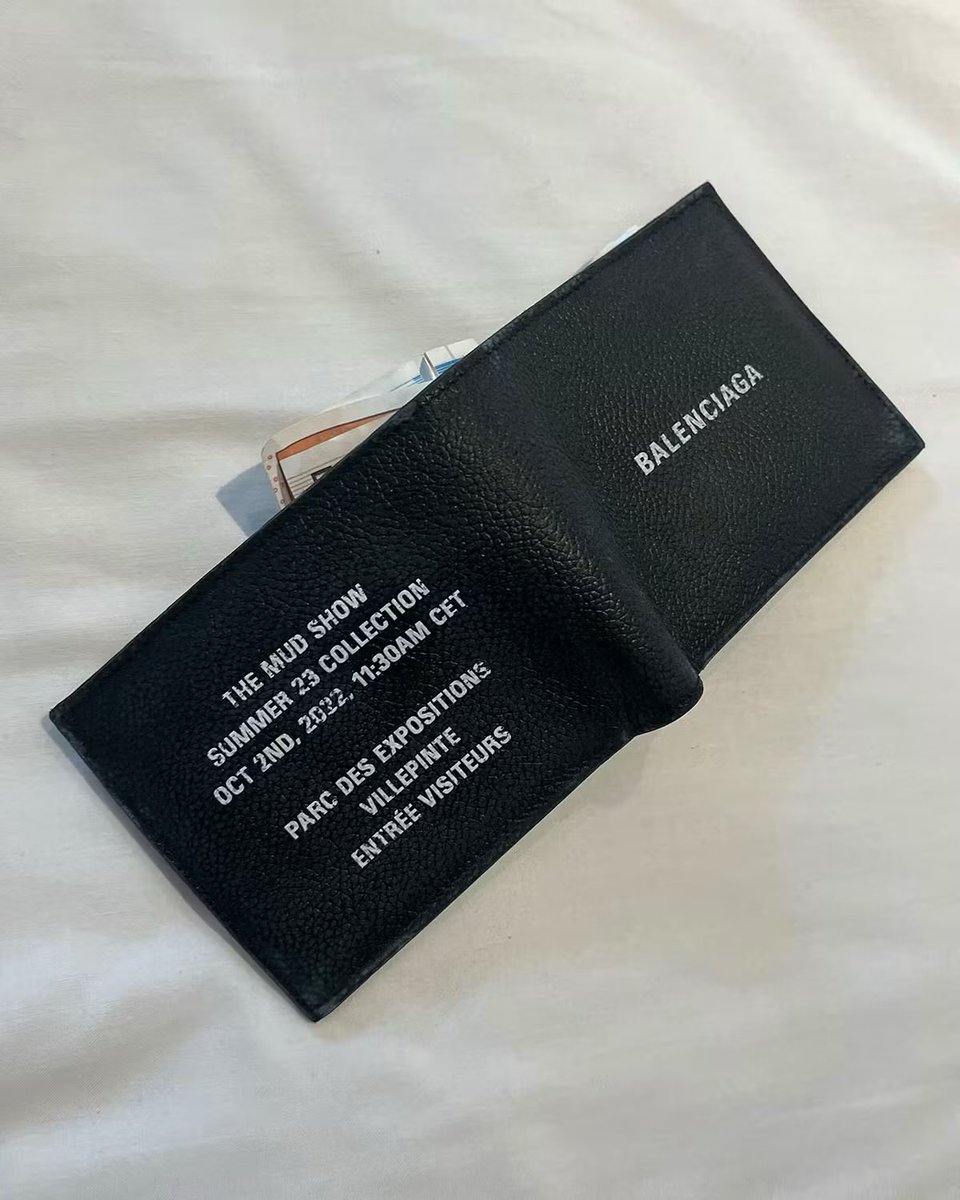 THE MUD SHOW
SUMMER 23 COLLECTION
OCT 2ND, 2022, 11:30AM CET
PARC DES EXPOSITIONS
VILLEPINTE
ENTRÉE VISITEURS
BALENCIAGA